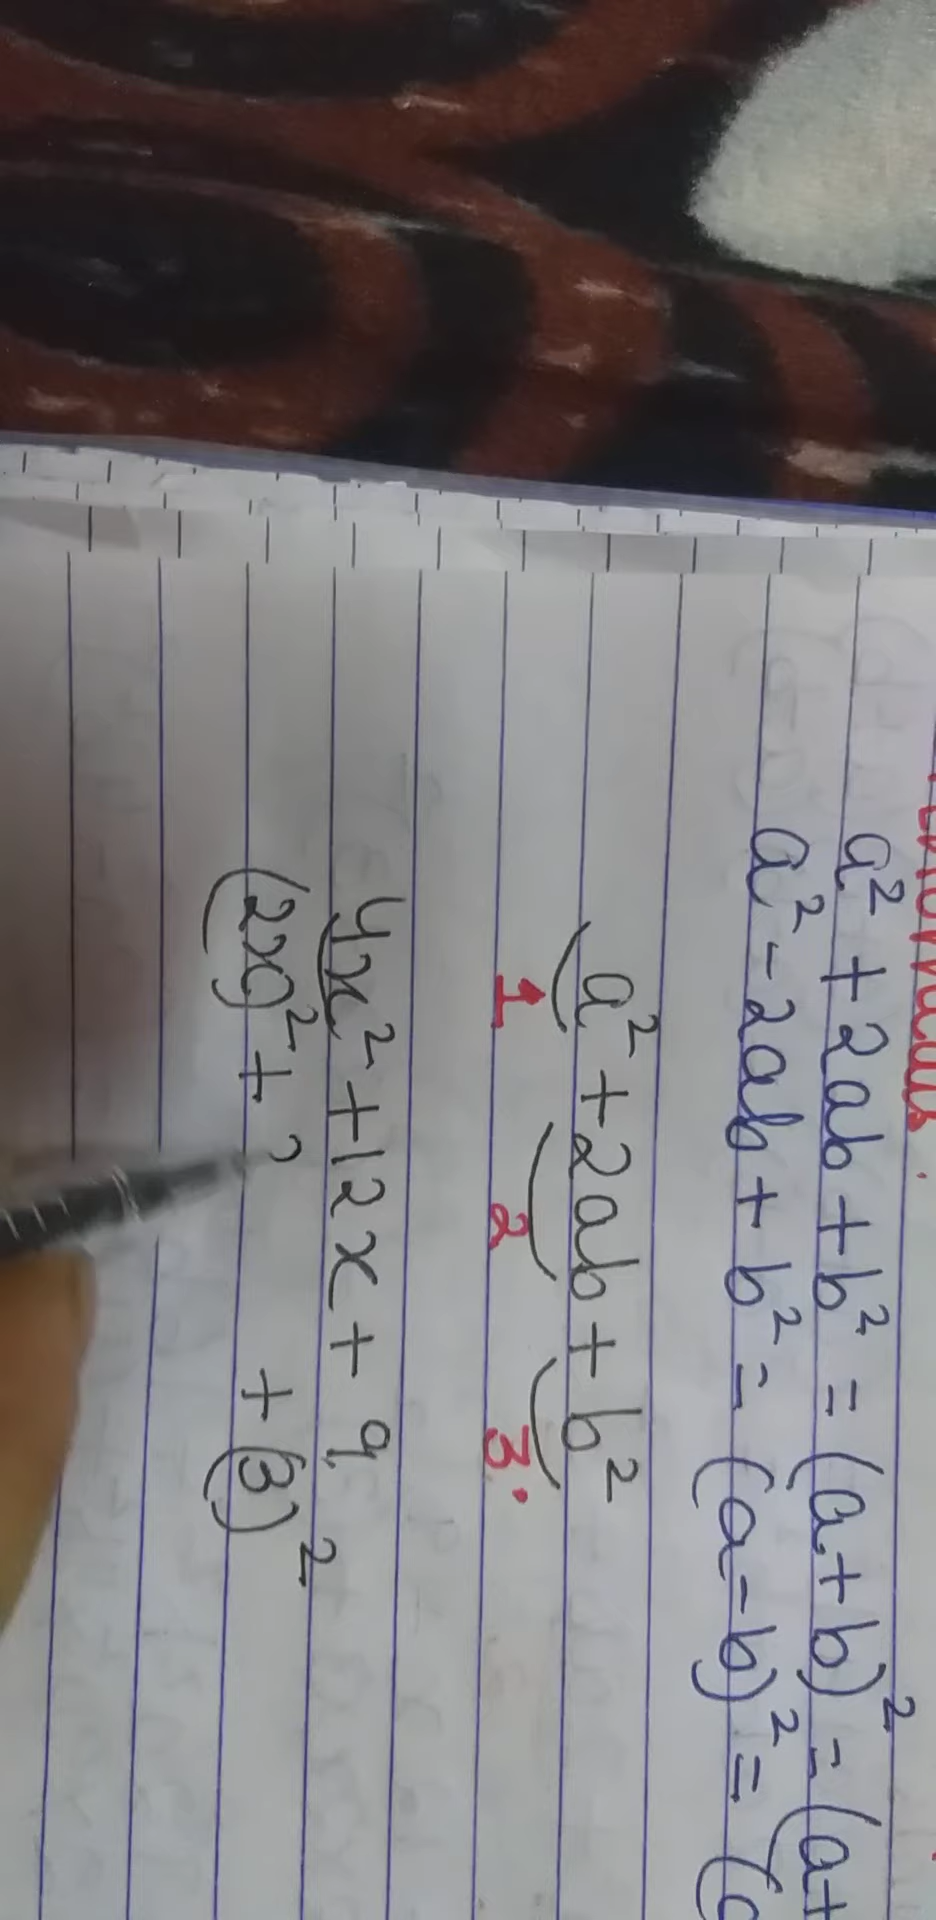 a² + 2ab + b² = (a+b)² = (a+
a² - 2ab + b² = (a-b)² = (
a² + 2ab + b²
1 2 3.
4x² + 12x + 9
(2x)² + ? + (3)²